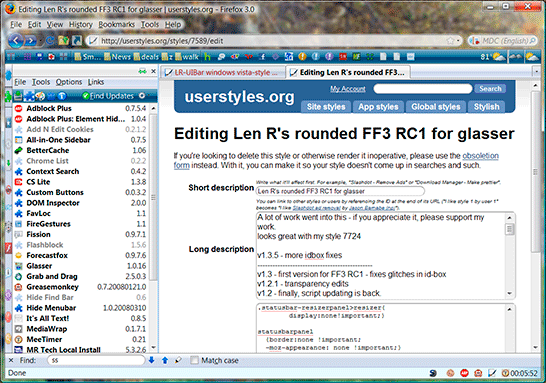 Editing Len R's rounded FF3 RC1 for glasser | userstyles.org - Firefox 3.0
File Edit View History Bookmarks Tools Help
http://userstyles.org/styles/7589/edit
MDC (English)
Sm... News deals z walk
81°
File Tools Options Links
LR-UIBar windows vista-style ...
Editing Len R's rounded FF3...
Find Updates
Adblock Plus 0.7.5.4
Adblock Plus: Element Hid... 1.0.4
Add N Edit Cookies 0.2.1.2
All-in-One Sidebar 0.7.5
BetterCache 1.06
Chrome List 0.2.2
Context Search 0.4.2
CS Lite 1.3.8
Custom Buttons 0.0.3.2
DOM Inspector 2.0.0
FavLoc 1.1
FireGestures 1.1
Fission 0.9.7.1
Flashblock 1.5.6
Forecastfox 0.9.7.6
Glasser 1.0.16
Grab and Drag 2.5.0.3
Greasemonkey 0.7.20080121.0
Hide Find Bar 0.6
Hide Menubar 1.0.20080310
It's All Text! 0.8.5
MediaWrap 0.1.7.1
MeeTimer 0.21
MR Tech Local Install 5.3.2.6
userstyles.org
My Account
Search
Site styles App styles Global styles Stylish
Editing Len R's rounded FF3 RC1 for glasser
If you're looking to delete this style or otherwise render it inoperative, please use the obsoletion
form instead. With it, you can make it so your style doesn't come up in searches and such.
Short description
Write what it'll affect first. For example, "Slashdot - Remove Ads" or "Download Manager - Make prettier".
Len R's rounded FF3 RC1 for glasser
You can link to other styles or users by referencing the ID at the end of its URL ("I like style 1 by user 1"
becomes "I like Slashdot ad removal by Jason Barnabe (np)").
Long description
A lot of work went into this - if you appreciate it, please support my
work.
looks great with my style 7724
v1.3.5 - more idbox fixes
v1.3 - first version for FF3 RC1 - fixes glitches in id-box
v1.2.1 - transparency edits
v1.2 - finally, script updating is back.
.statusbar-resizerpanel>resizer{
display:none!important;}
statusbarpanel
{border:none !important;
-moz-appearance: none !important;}
Find: ss
Match case
Done
00:05:52